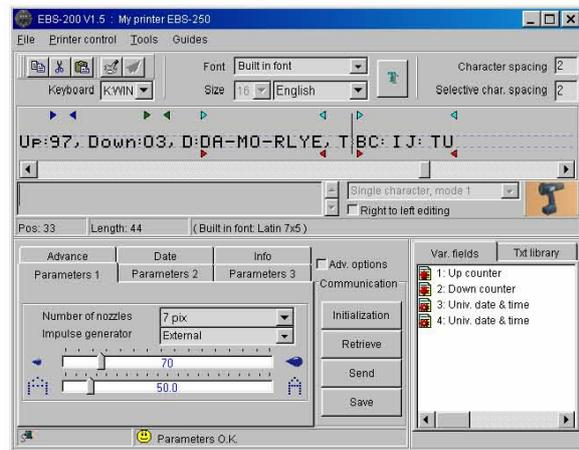 EBS-200 V1.5 : My printer EBS-250
File Printer control Tools Guides
Font Built in font Character spacing 2
Keyboard K:WIN Size 16 English Selective char. spacing 2
UP:97, Down:03, D:DA-MO-RLYE, T BC: IJ: TU
Single character, mode 1
Right to left editing
Pos: 33 Length: 44 (Built in font: Latin 7x5)
Advance Date Info Adv. options Var. fields Txt library
Parameters 1 Parameters 2 Parameters 3 Communication
1: Up counter
2: Down counter
3: Univ. date & time
4: Univ. date & time
Number of nozzles 7 pix Initialization
Impulse generator External
Retrieve
70
Send
50.0
Save
Parameters O.K.